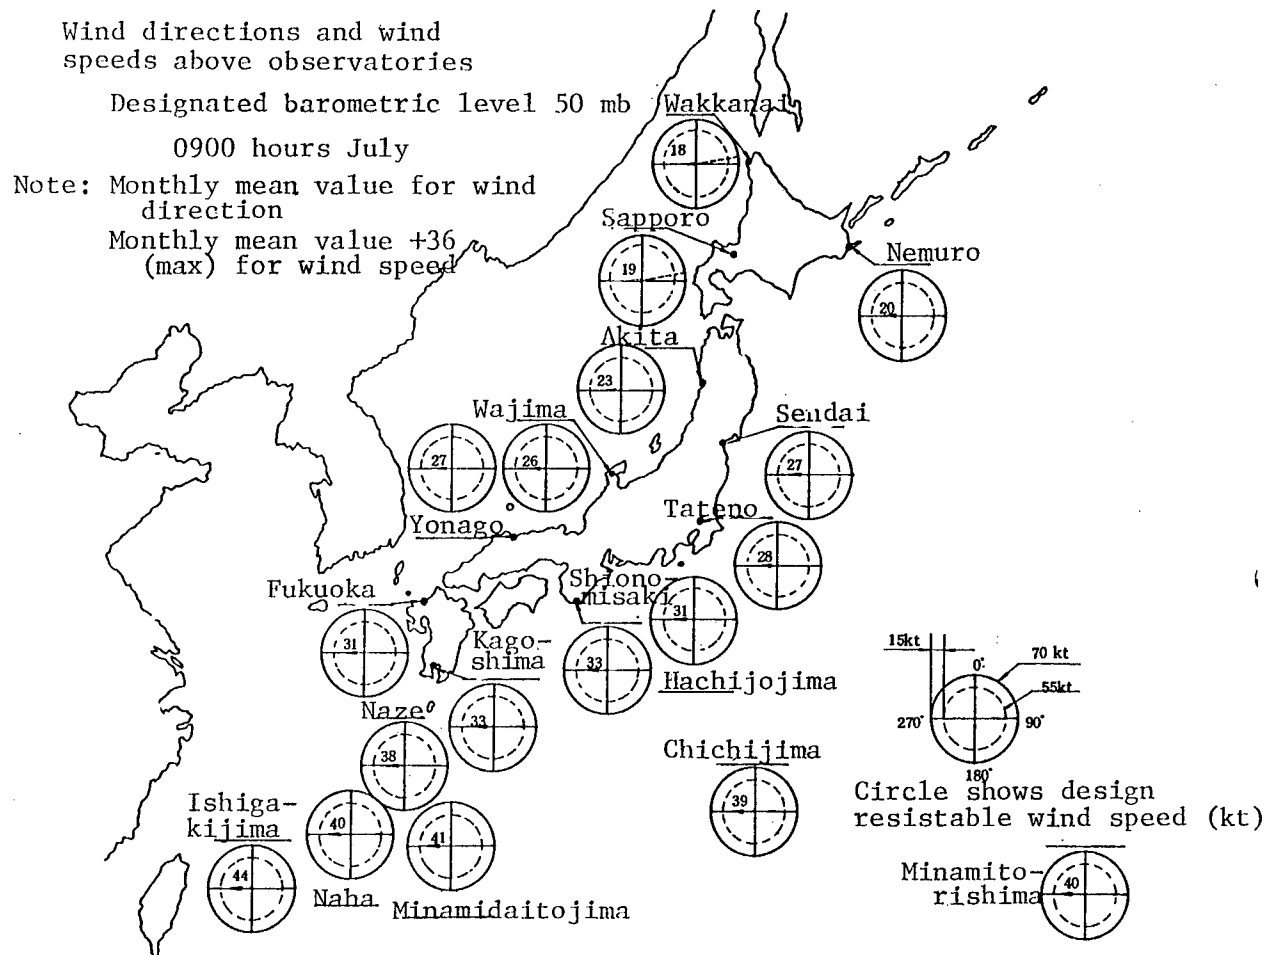 Wind directions and wind
speeds above observatories
Designated barometric level 50 mb
0900 hours July
Note: Monthly mean value for wind
direction
Monthly mean value +36
(max) for wind speed
Wakkanai
18
Sapporo
19
Nemuro
20
Akita
23
Wajima
26
27
Yonago
Sendai
27
Tateno
28
Fukuoka
31
Shiono-
misaki
33
31
Hachijojima
Kago-
shima
33
Naze
38
Chichijima
39
Ishiga-
kijima
44
40
Naha
41
Minamidaitojima
15kt
70 kt
0°
55kt
270°
90°
180°
Circle shows design
resistable wind speed (kt)
Minamito-
rishima
40